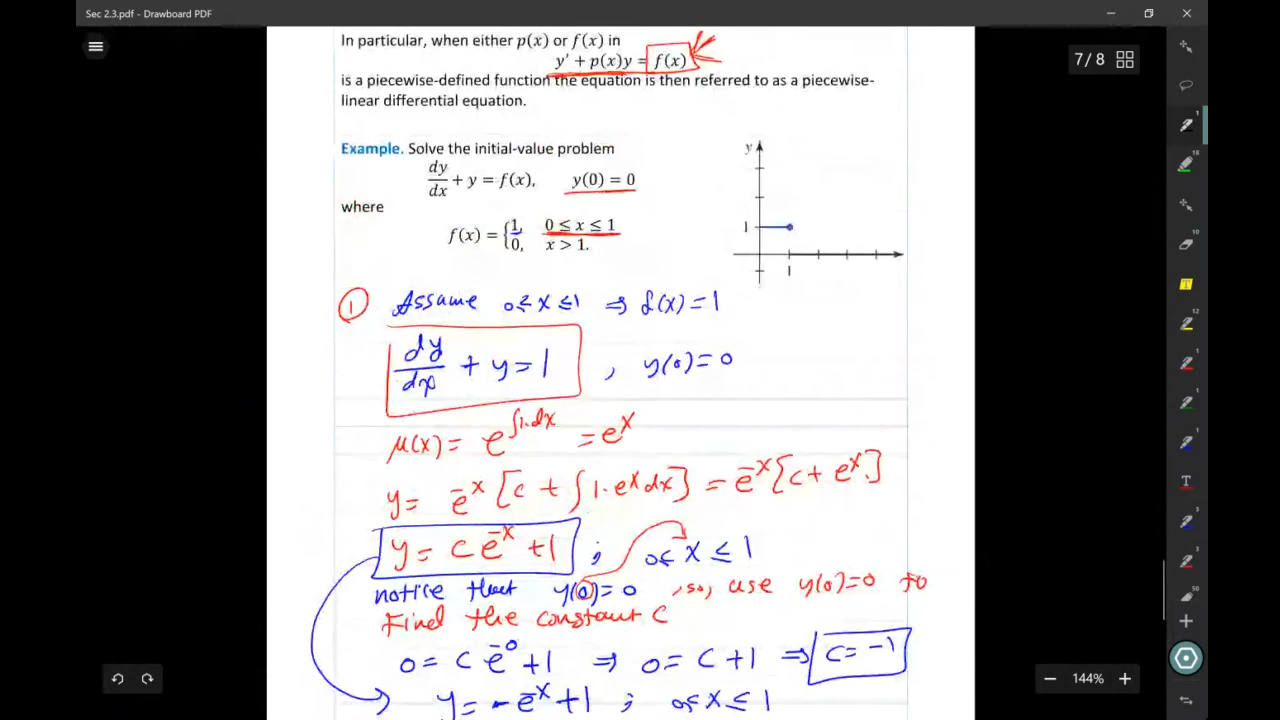 Sec 2.3.pdf - Drawboard PDF
7/8
In particular, when either p(x) or f(x) in
y' + p(x)y = f(x)
is a piecewise-defined function the equation is then referred to as a piecewise-
linear differential equation.
Example. Solve the initial-value problem
dy/dx + y = f(x), y(0) = 0
where
f(x) = {1, 0 ≤ x ≤ 1
0, x > 1.
y
1
1
① Assume 0≤x≤1 ⇒ f(x)=1
dy/dx + y = 1 , y(0)=0
μ(x)= e^∫1.dx = e^x
y= e^-x [c + ∫1.e^x dx] = e^-x [c + e^x.]
y= c e^-x +1 ; 0≤ x ≤ 1
notice that y(0)=0 , so, use y(0)=0 to
Find the constant C
0= c e^-0 +1 ⇒ 0= C+1 ⇒ C= -1
y= -e^-x +1 ; 0≤x≤1
144%